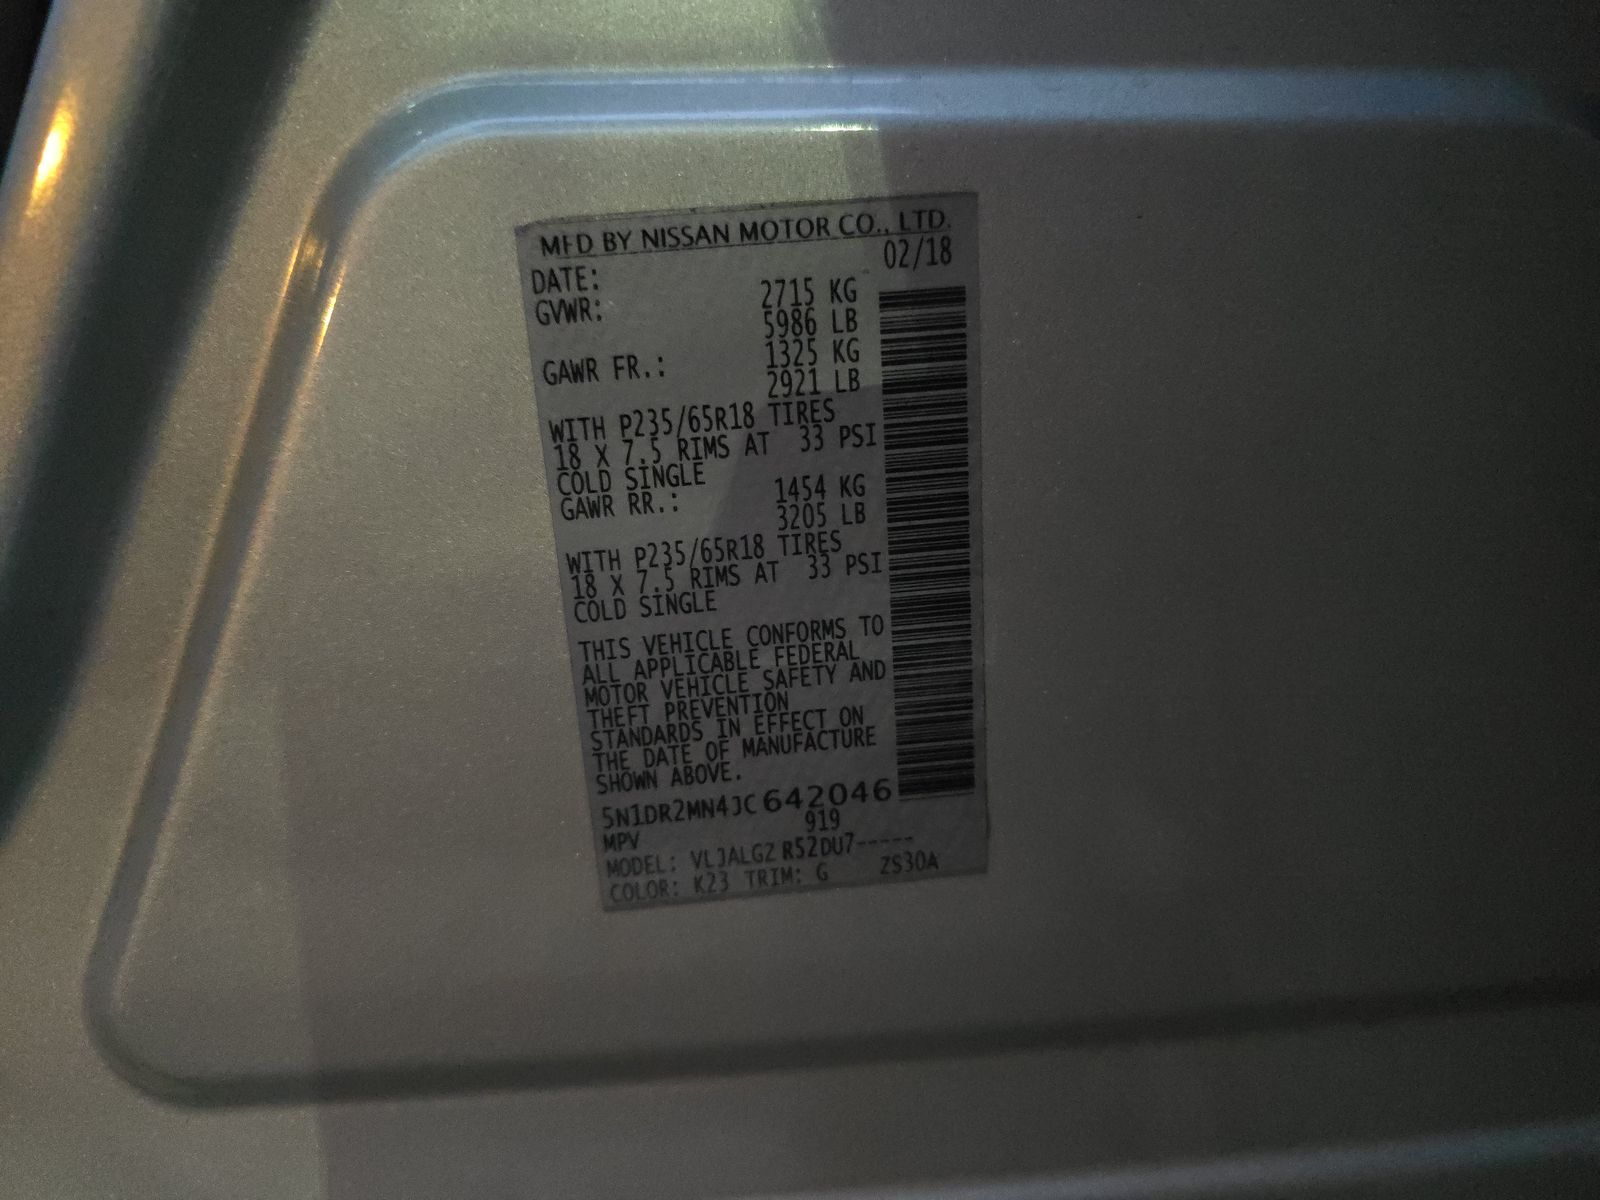 MFD BY NISSAN MOTOR CO., LTD.
DATE: 02/18
GVWR: 2715 KG
5986 LB
GAWR FR.: 1325 KG
2921 LB
WITH P235/65R18 TIRES
18 X 7.5 RIMS AT 33 PSI
COLD SINGLE
GAWR RR.: 1454 KG
3205 LB
WITH P235/65R18 TIRES
18 X 7.5 RIMS AT 33 PSI
COLD SINGLE
THIS VEHICLE CONFORMS TO
ALL APPLICABLE FEDERAL
MOTOR VEHICLE SAFETY AND
THEFT PREVENTION
STANDARDS IN EFFECT ON
THE DATE OF MANUFACTURE
SHOWN ABOVE.
5N1DR2MN4JC642046
MPV 919
MODEL: VLJALGZ R52DU7-----
COLOR: K23 TRIM: G ZS30A